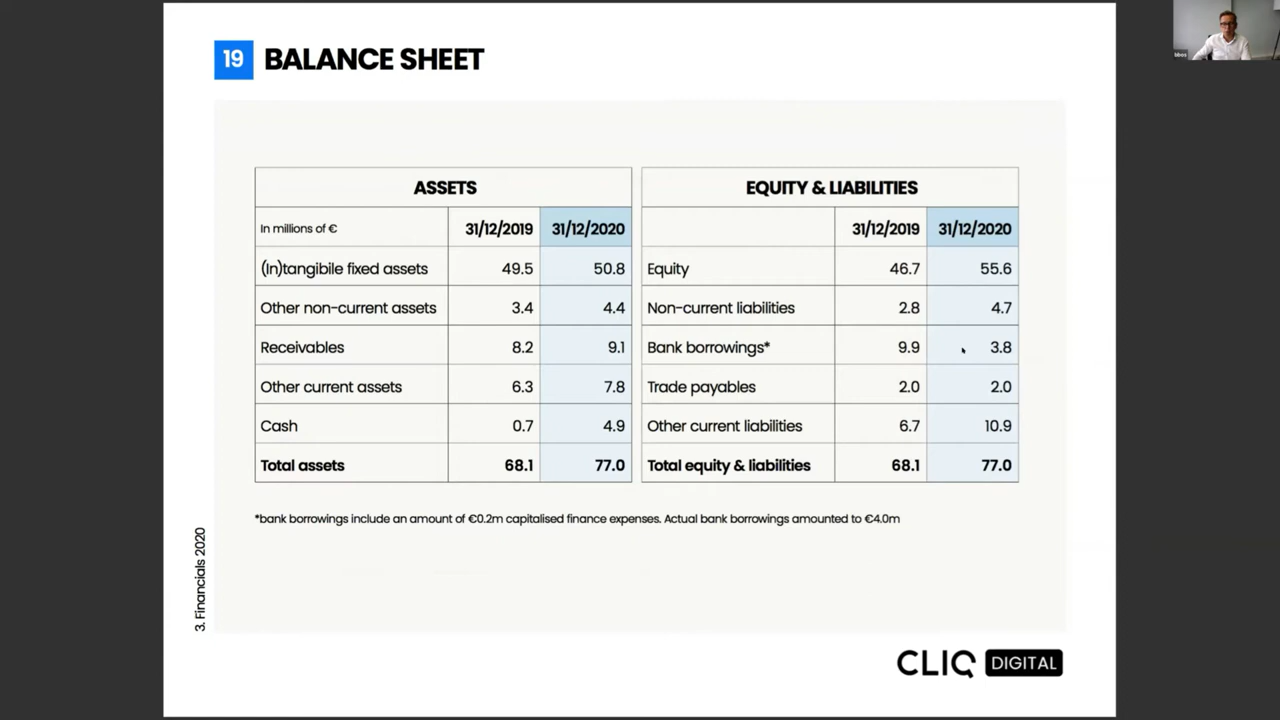 19 BALANCE SHEET
ASSETS
In millions of € 31/12/2019 31/12/2020
(In)tangibile fixed assets 49.5 50.8
Other non-current assets 3.4 4.4
Receivables 8.2 9.1
Other current assets 6.3 7.8
Cash 0.7 4.9
Total assets 68.1 77.0
EQUITY & LIABILITIES
31/12/2019 31/12/2020
Equity 46.7 55.6
Non-current liabilities 2.8 4.7
Bank borrowings* 9.9 3.8
Trade payables 2.0 2.0
Other current liabilities 6.7 10.9
Total equity & liabilities 68.1 77.0
*bank borrowings include an amount of €0.2m capitalised finance expenses. Actual bank borrowings amounted to €4.0m
3. Financials 2020
CLIQ DIGITAL
bbos